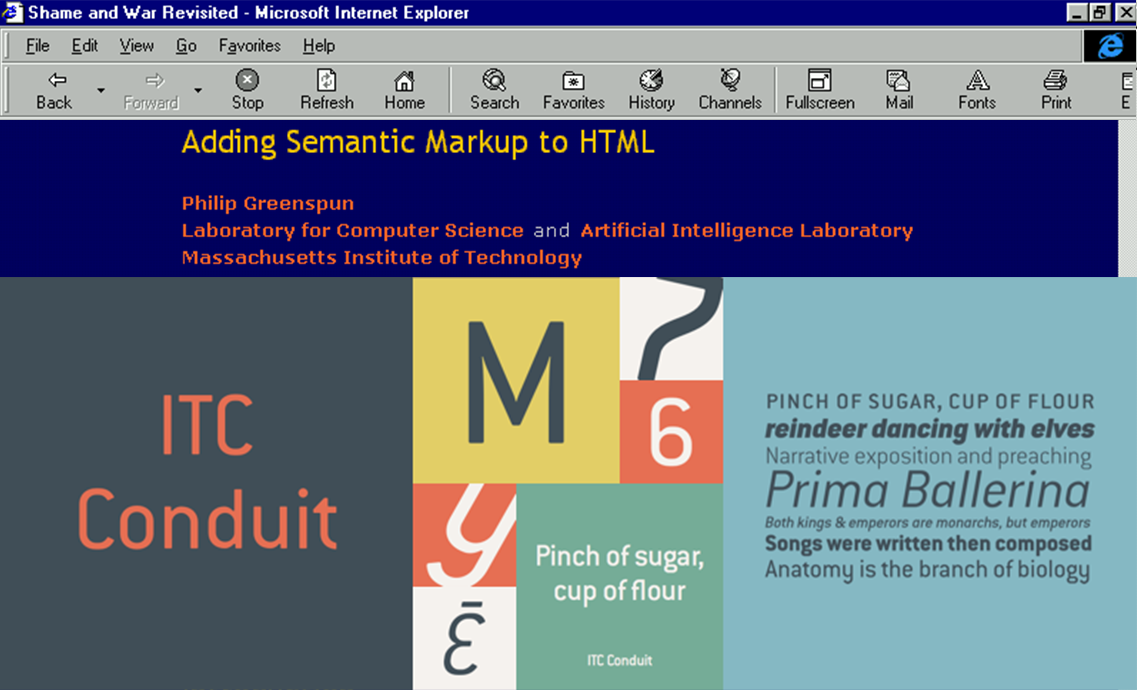 Shame and War Revisited - Microsoft Internet Explorer
File Edit View Go Favorites Help
Back Forward Stop Refresh Home Search Favorites History Channels Fullscreen Mail Fonts Print E
Adding Semantic Markup to HTML
Philip Greenspun
Laboratory for Computer Science and Artificial Intelligence Laboratory
Massachusetts Institute of Technology
ITC
Conduit
M
?
6
y
Ē
Pinch of sugar,
cup of flour
ITC Conduit
PINCH OF SUGAR, CUP OF FLOUR
reindeer dancing with elves
Narrative exposition and preaching
Prima Ballerina
Both kings & emperors are monarchs, but emperors
Songs were written then composed
Anatomy is the branch of biology